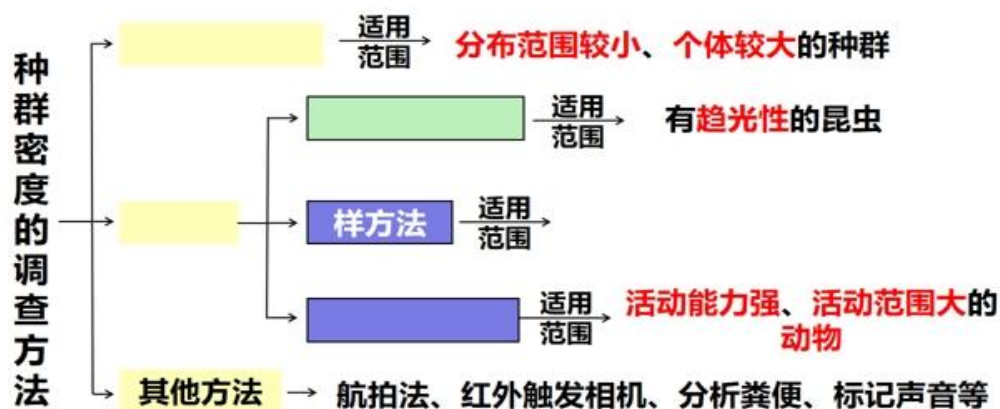 种群密度的调查方法
适用
范围
分布范围较小、个体较大的种群
适用
范围
有趋光性的昆虫
样方法
适用
范围
适用
范围
活动能力强、活动范围大的
动物
其他方法
航拍法、红外触发相机、分析粪便、标记声音等